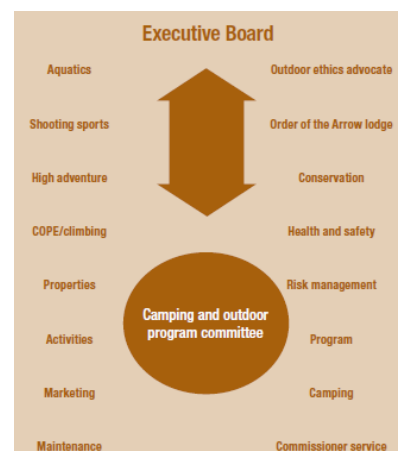 Executive Board
Aquatics
Outdoor ethics advocate
Shooting sports
Order of the Arrow lodge
High adventure
Conservation
COPE/climbing
Health and safety
Properties
Risk management
Camping and outdoor
program committee
Activities
Program
Marketing
Camping
Maintenance
Commissioner service